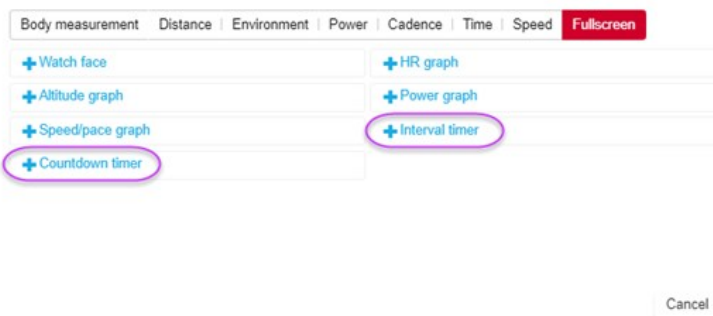 Body measurement Distance Environment Power Cadence Time Speed Fullscreen
Watch face HR graph
Altitude graph Power graph
Speed/pace graph Interval timer
Countdown timer
Cancel